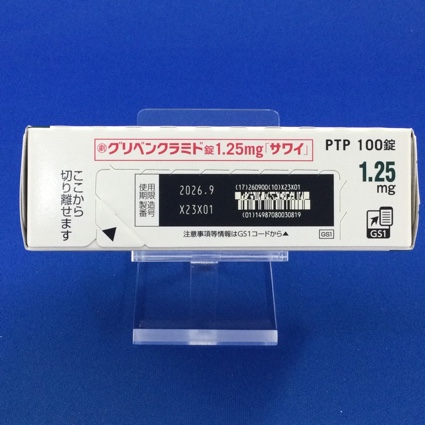 劇 グリベンクラミド錠1.25mg「サワイ」
PTP 100錠
1.25
mg
ここから
切り離せます
使用期限 2026.9
製造番号 X23X01
(17)260900(10)X23X01
(01)14987080030819
注意事項等情報はGS1コードから▲
GS1
GS1